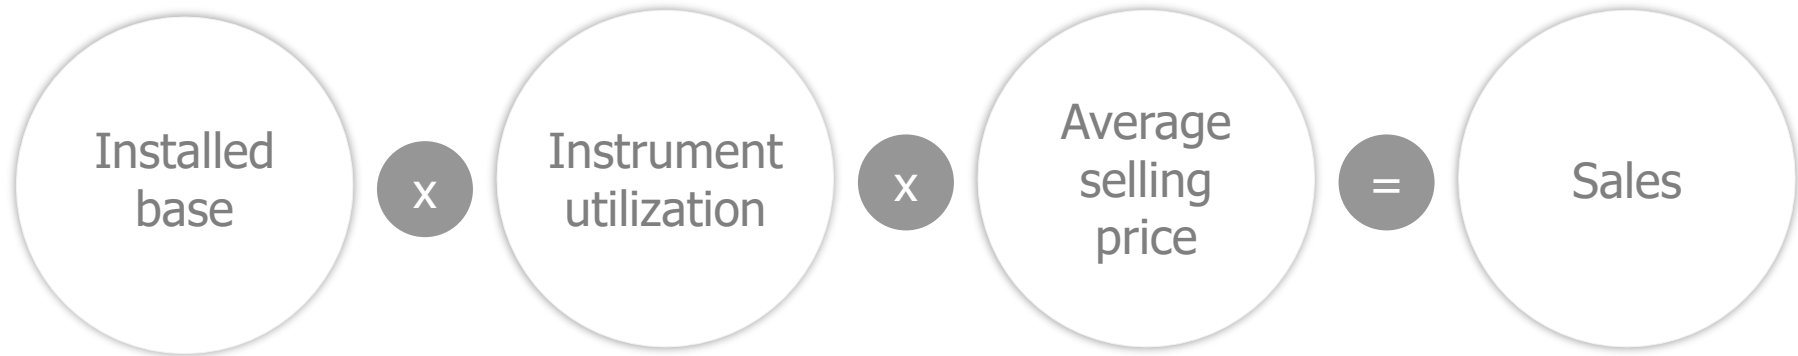 Installed
base
x
Instrument
utilization
x
Average
selling
price
=
Sales